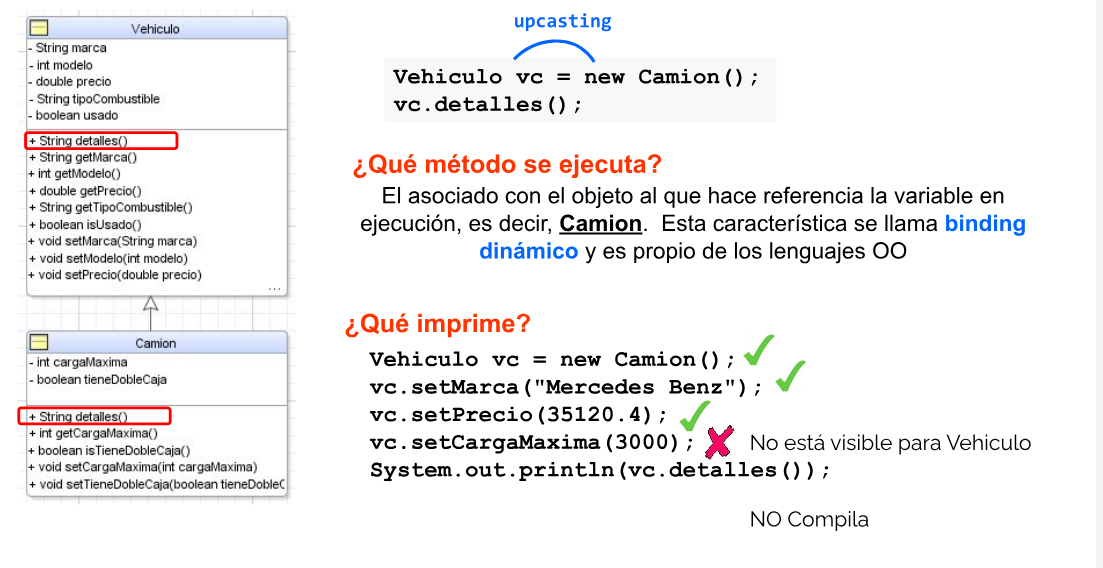 Vehiculo
- String marca
- int modelo
- double precio
- String tipoCombustible
- boolean usado
+ String detalles()
+ String getMarca()
+ int getModelo()
+ double getPrecio()
+ String getTipoCombustible()
+ boolean isUsado()
+ void setMarca(String marca)
+ void setModelo(int modelo)
+ void setPrecio(double precio)
...
Camion
- int cargaMaxima
- boolean tieneDobleCaja
+ String detalles()
+ int getCargaMaxima()
+ boolean isTieneDobleCaja()
+ void setCargaMaxima(int cargaMaxima)
+ void setTieneDobleCaja(boolean tieneDobleC
upcasting
Vehiculo vc = new Camion();
vc.detalles();
¿Qué método se ejecuta?
El asociado con el objeto al que hace referencia la variable en
ejecución, es decir, Camion. Esta característica se llama binding
dinámico y es propio de los lenguajes OO
¿Qué imprime?
Vehiculo vc = new Camion();
vc.setMarca("Mercedes Benz");
vc.setPrecio(35120.4);
vc.setCargaMaxima(3000); No está visible para Vehiculo
System.out.println(vc.detalles());
NO Compila